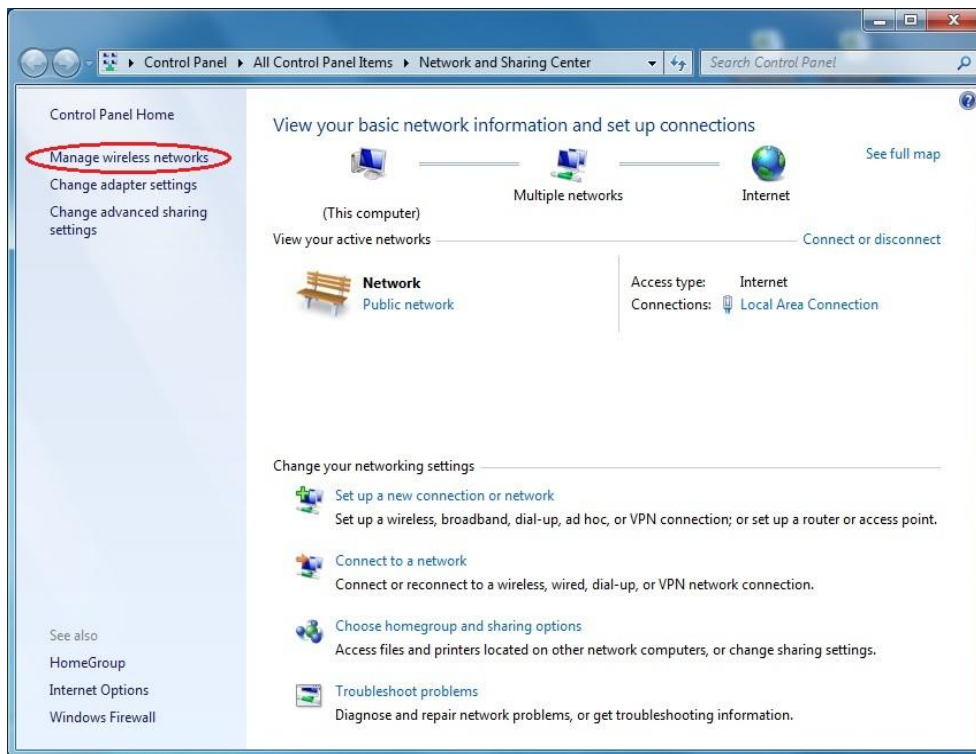 Control Panel ▸ All Control Panel Items ▸ Network and Sharing Center
Search Control Panel
Control Panel Home
Manage wireless networks
Change adapter settings
Change advanced sharing
settings
See also
HomeGroup
Internet Options
Windows Firewall
View your basic network information and set up connections
See full map
(This computer)
Multiple networks
Internet
View your active networks
Connect or disconnect
Network
Public network
Access type: Internet
Connections: Local Area Connection
Change your networking settings
Set up a new connection or network
Set up a wireless, broadband, dial-up, ad hoc, or VPN connection; or set up a router or access point.
Connect to a network
Connect or reconnect to a wireless, wired, dial-up, or VPN network connection.
Choose homegroup and sharing options
Access files and printers located on other network computers, or change sharing settings.
Troubleshoot problems
Diagnose and repair network problems, or get troubleshooting information.